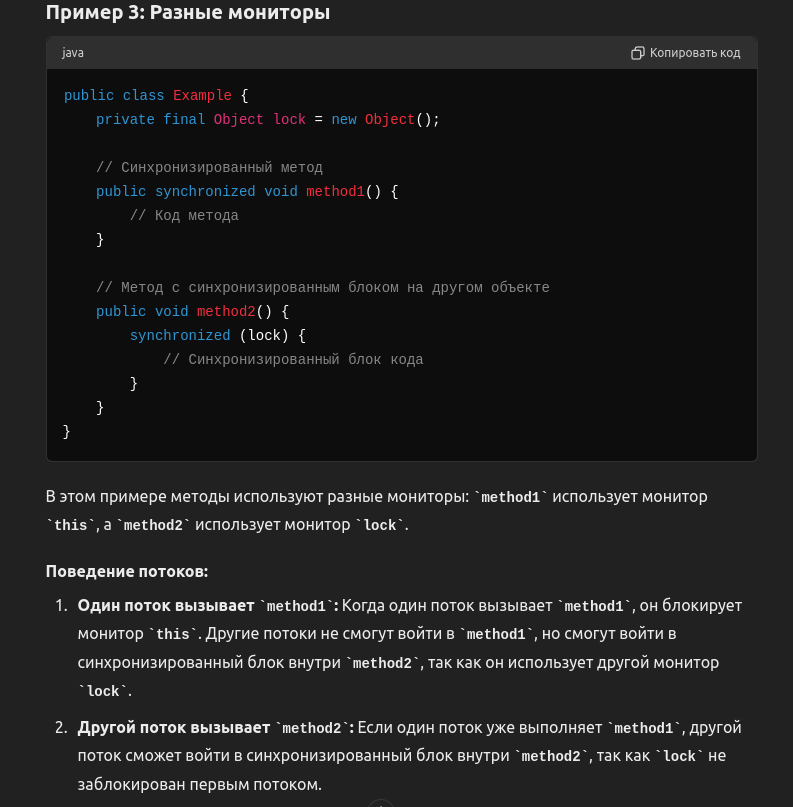 Пример 3: Разные мониторы
java
Копировать код
public class Example {
    private final Object lock = new Object();
    // Синхронизированный метод
    public synchronized void method1() {
        // Код метода
    }
    // Метод с синхронизированным блоком на другом объекте
    public void method2() {
        synchronized (lock) {
            // Синхронизированный блок кода
        }
    }
}
В этом примере методы используют разные мониторы: `method1` использует монитор
`this`, а `method2` использует монитор `lock`.
Поведение потоков:
1. Один поток вызывает `method1`: Когда один поток вызывает `method1`, он блокирует
монитор `this`. Другие потоки не смогут войти в `method1`, но смогут войти в
синхронизированный блок внутри `method2`, так как он использует другой монитор
`lock`.
2. Другой поток вызывает `method2`: Если один поток уже выполняет `method1`, другой
поток сможет войти в синхронизированный блок внутри `method2`, так как `lock` не
заблокирован первым потоком.